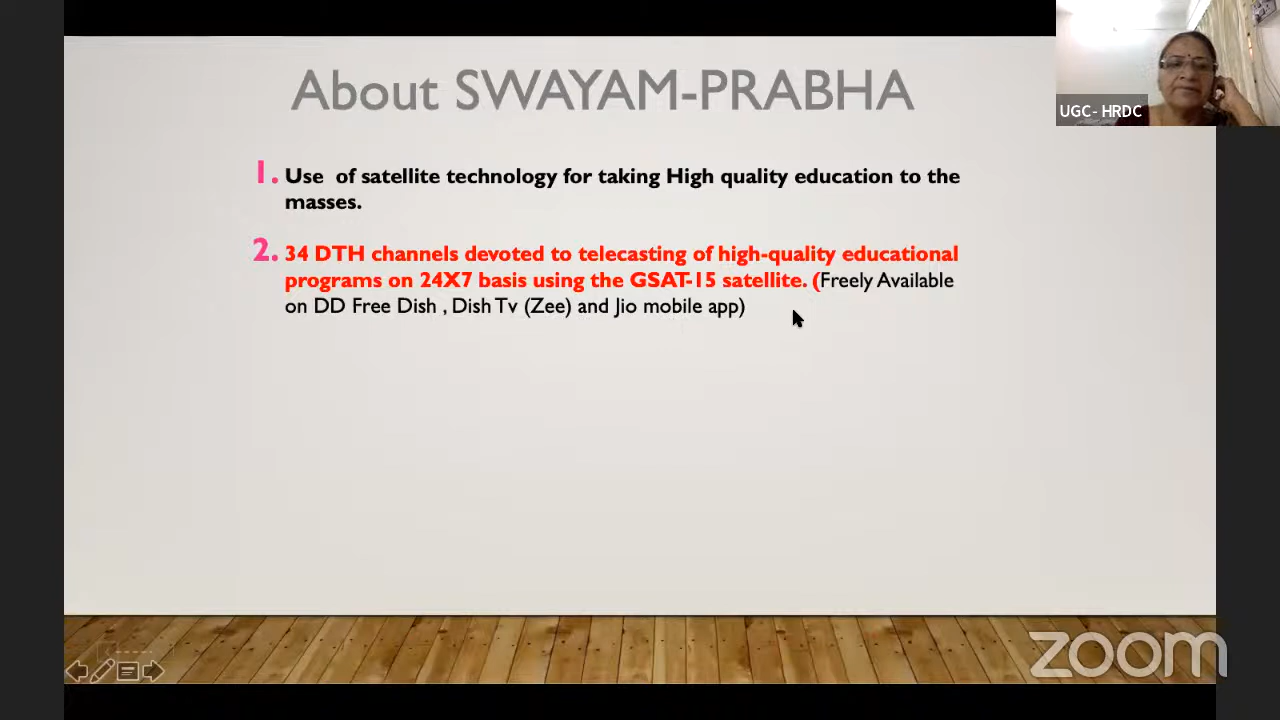 About SWAYAM-PRABHA
UGC- HRDC
1. Use of satellite technology for taking High quality education to the
masses.
2. 34 DTH channels devoted to telecasting of high-quality educational
programs on 24X7 basis using the GSAT-15 satellite. (Freely Available
on DD Free Dish , Dish Tv (Zee) and Jio mobile app)
zoom